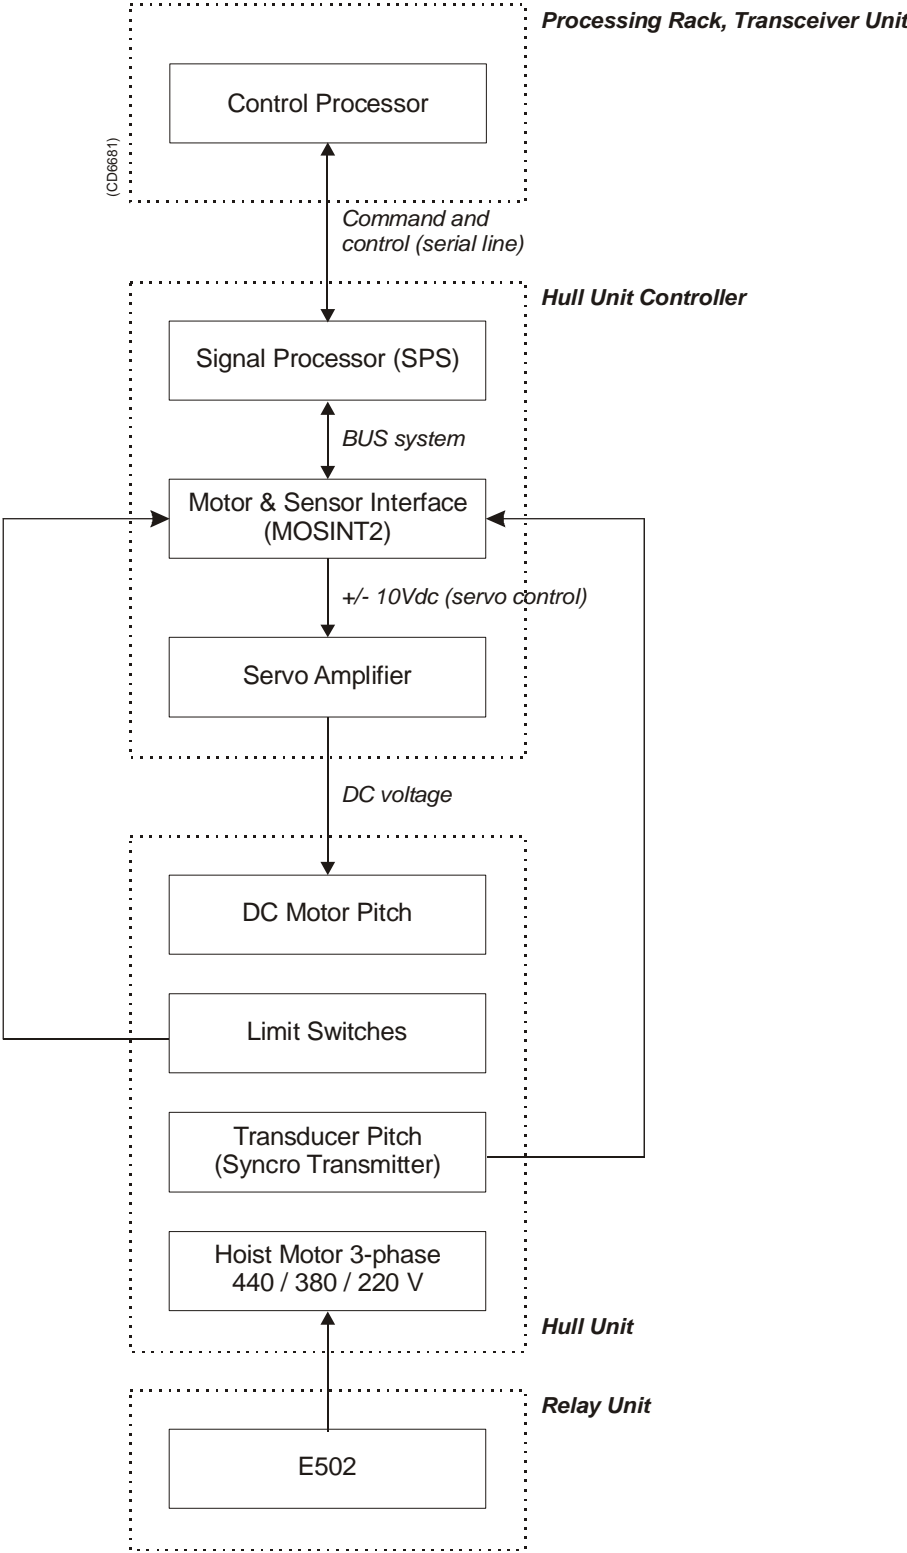 Processing Rack, Transceiver Unit
Control Processor
(CD6681)
Command and
control (serial line)
Hull Unit Controller
Signal Processor (SPS)
BUS system
Motor & Sensor Interface
(MOSINT2)
+/- 10Vdc (servo control)
Servo Amplifier
DC voltage
DC Motor Pitch
Limit Switches
Transducer Pitch
(Syncro Transmitter)
Hoist Motor 3-phase
440 / 380 / 220 V
Hull Unit
Relay Unit
E502